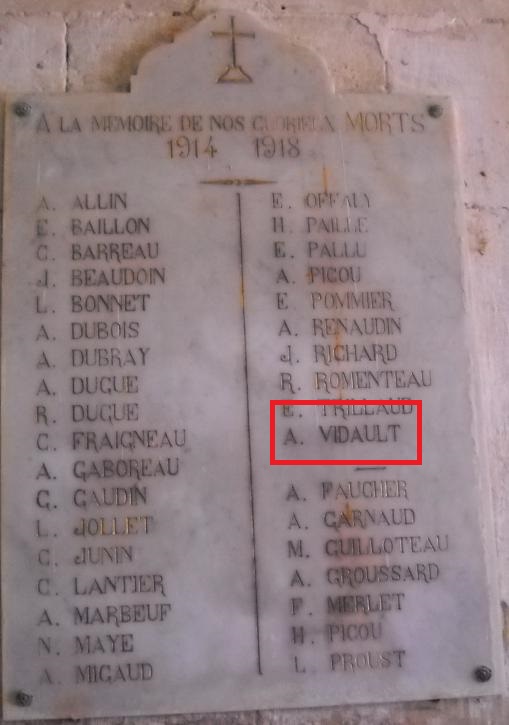 A LA MEMOIRE DE NOS GLORIEUX MORTS
1914 1918
A. ALLIN
E. BAILLON
C. BARREAU
J. BEAUDOIN
L. BONNET
A. DUBOIS
A. DUBRAY
A. DUGUE
R. DUGUE
C. FRAIGNEAU
A. GABOREAU
G. GAUDIN
L. JOLLET
C. JUNIN
C. LANTIER
A. MARBEUF
N. MAYE
A. MIGAUD
E. OFFALY
H. PAILLE
E. PALLU
A. PICOU
E. POMMIER
A. RENAUDIN
J. RICHARD
R. ROMENTEAU
E. TRILLAUD
A. VIDAULT
A. FAUCHER
A. GARNAUD
M. GUILLOTEAU
A. GROUSSARD
F. MERLET
H. PICOU
L. PROUST